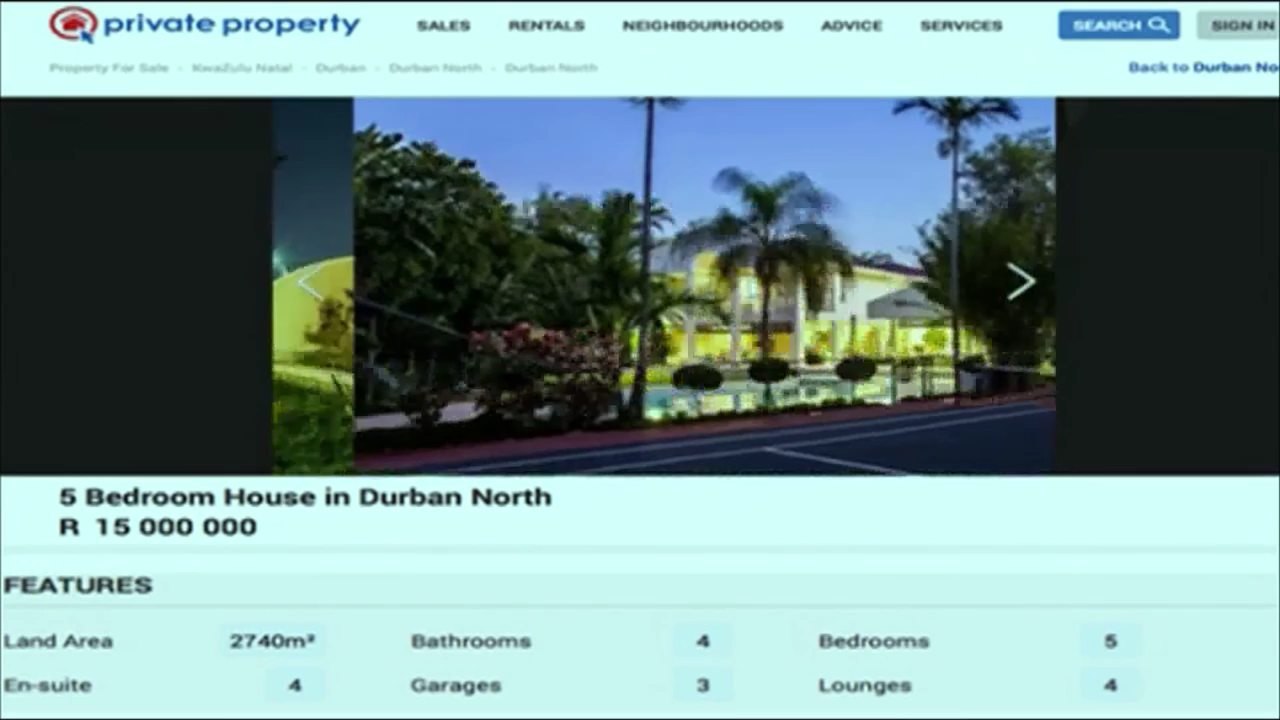 private property SALES RENTALS NEIGHBOURHOODS ADVICE SERVICES SEARCH SIGN IN
Property For Sale - KwaZulu Natal - Durban - Durban North - Durban North Back to Durban No
5 Bedroom House in Durban North
R 15 000 000
FEATURES
Land Area 2740m² Bathrooms 4 Bedrooms 5
En-suite 4 Garages 3 Lounges 4